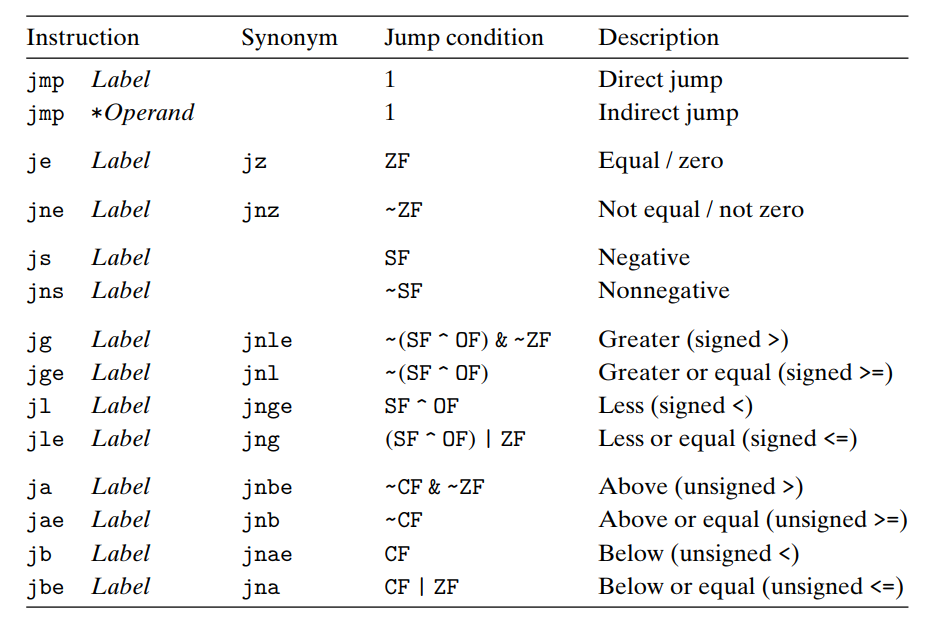 Instruction Synonym Jump condition Description
jmp Label 1 Direct jump
jmp *Operand 1 Indirect jump
je Label jz ZF Equal / zero
jne Label jnz ~ZF Not equal / not zero
js Label SF Negative
jns Label ~SF Nonnegative
jg Label jnle ~(SF ^ OF) & ~ZF Greater (signed >)
jge Label jnl ~(SF ^ OF) Greater or equal (signed >=)
jl Label jnge SF ^ OF Less (signed <)
jle Label jng (SF ^ OF) | ZF Less or equal (signed <=)
ja Label jnbe ~CF & ~ZF Above (unsigned >)
jae Label jnb ~CF Above or equal (unsigned >=)
jb Label jnae CF Below (unsigned <)
jbe Label jna CF | ZF Below or equal (unsigned <=)